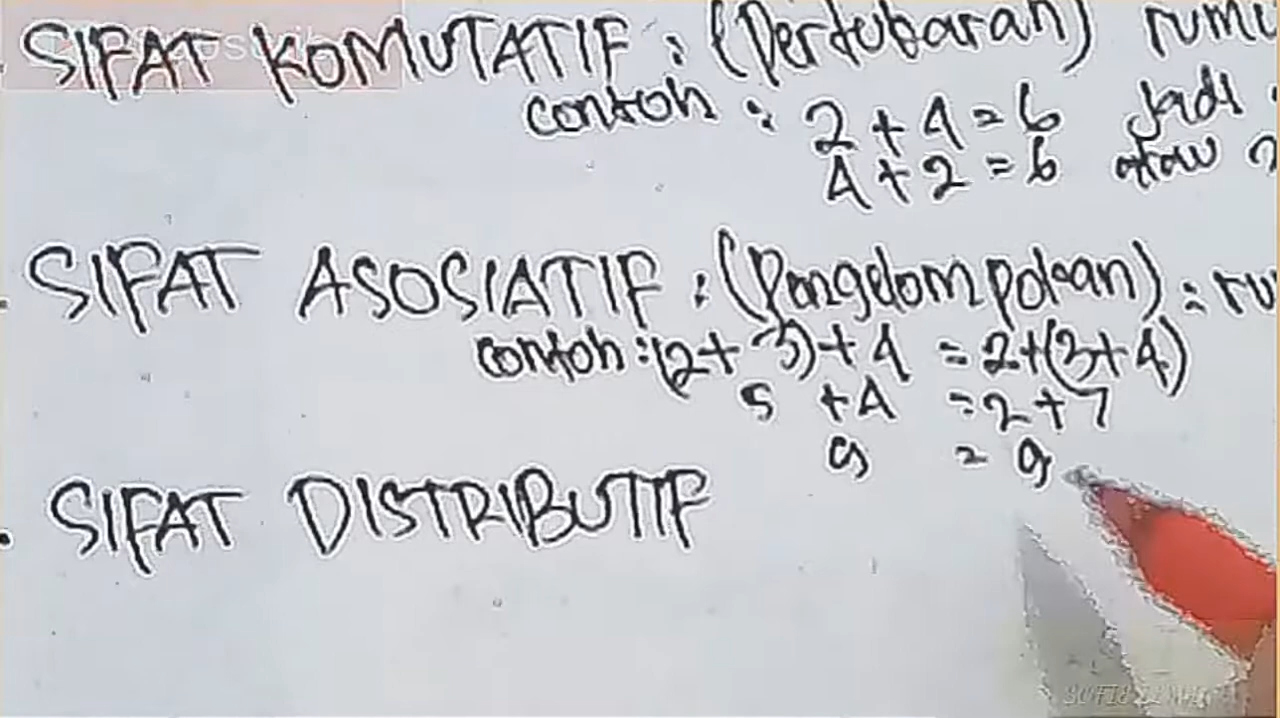 SIFAT KOMUTATIF : (Pertukaran) rumu
contoh : 2 + 4 = 6 jadi
4 + 2 = 6 atau 2
SIFAT ASOSIATIF : (Pengelompokan) : ru
contoh : (2 + 3) + 4 = 2 + (3 + 4)
5 + 4 = 2 + 7
9 = 9
SIFAT DISTRIBUTIF